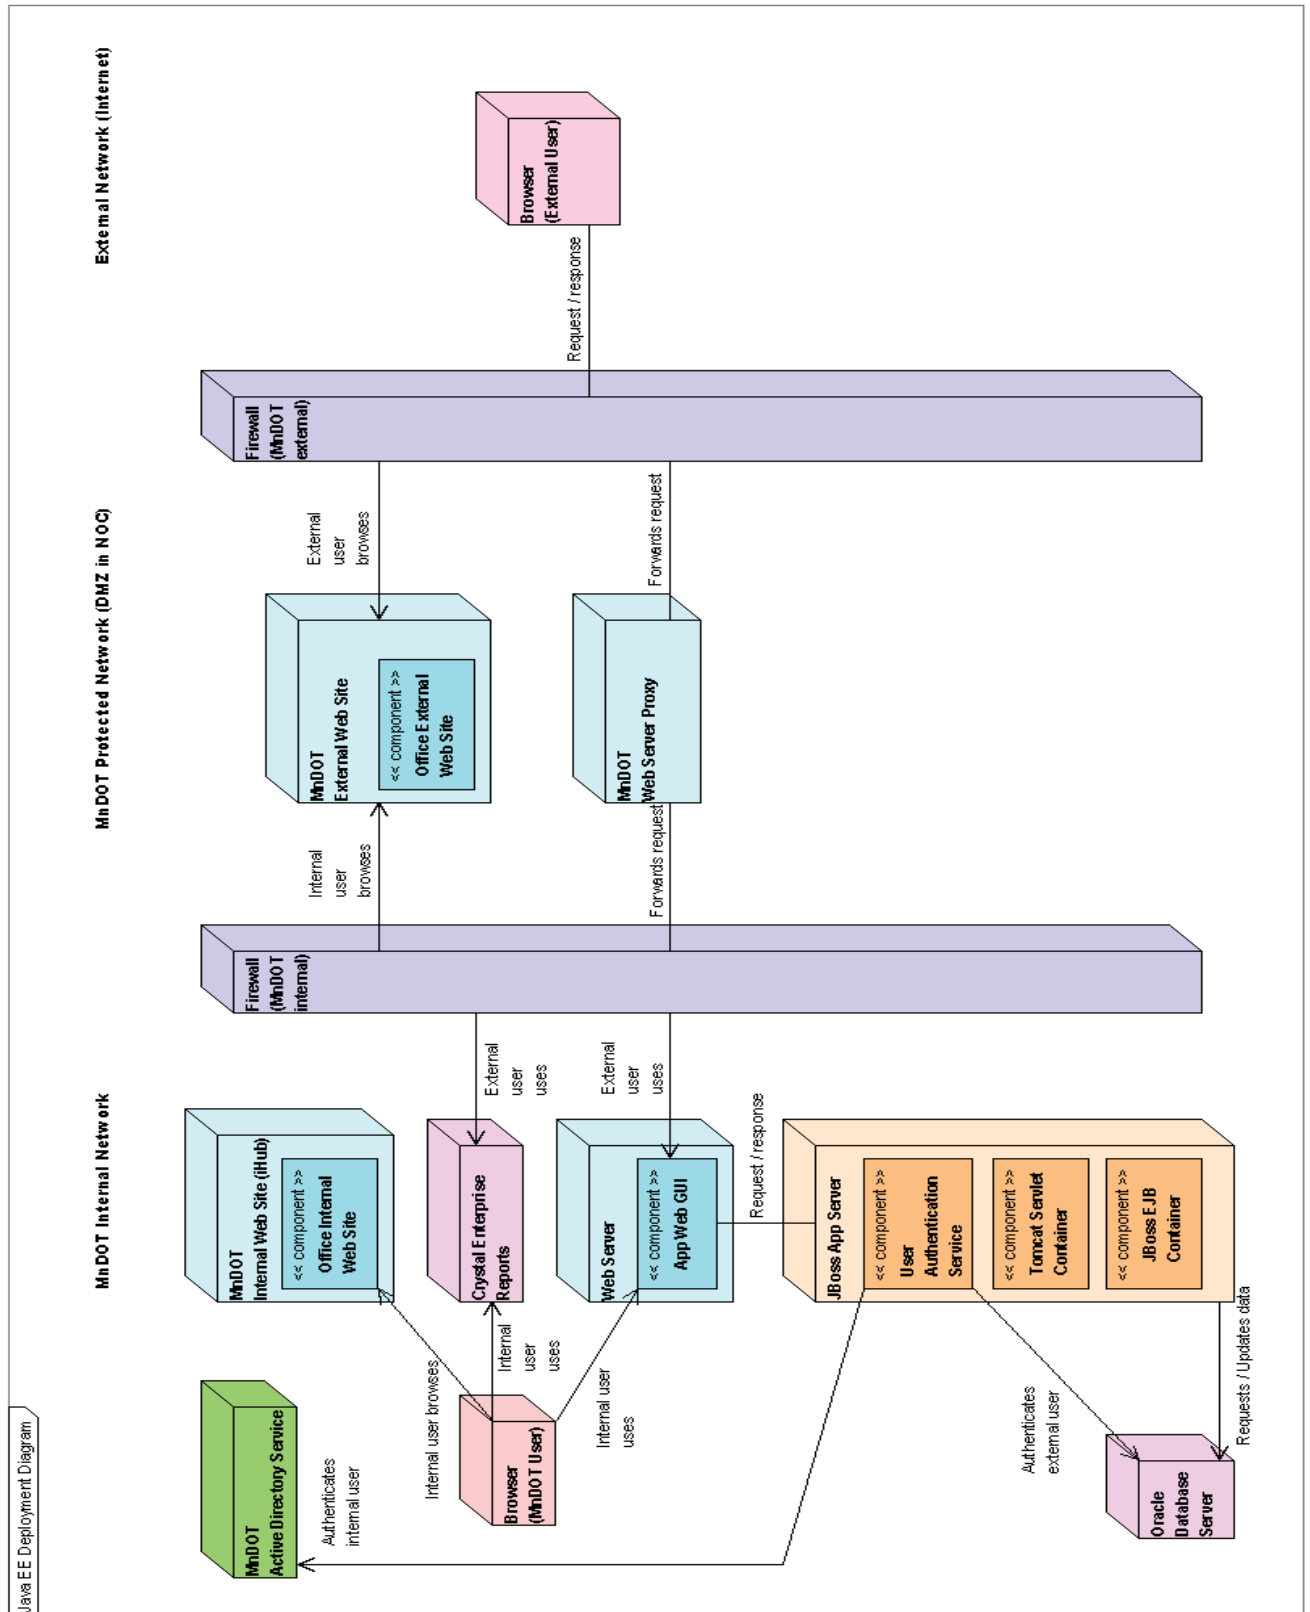 Java EE Deployment Diagram
MnDOT Internal Network
MnDOT Protected Network (DMZ in NOC)
External Network (Internet)
MnDOT
Active Directory Service
Authenticates
internal user
MnDOT
Internal Web Site (iHub)
<< component >>
Office Internal
Web Site
Internal user browses
Browser
(MnDOT User)
Internal
user
uses
Internal user
uses
Crystal Enterprise
Reports
External
user
uses
Web Server
<< component >>
App Web GUI
External
user
uses
Request / response
JBoss App Server
<< component >>
User
Authentication
Service
<< component >>
Tomcat Servlet
Container
<< component >>
JBoss EJB
Container
Authenticates
external user
Oracle
Database
Server
Requests / Updates data
Firewall
(MnDOT
internal)
Internal
user
browses
Forwards request
MnDOT
External Web Site
<< component >>
Office External
Web Site
MnDOT
Web Server Proxy
External
user
browses
Forwards request
Firewall
(MnDOT
external)
Request / response
Browser
(External User)